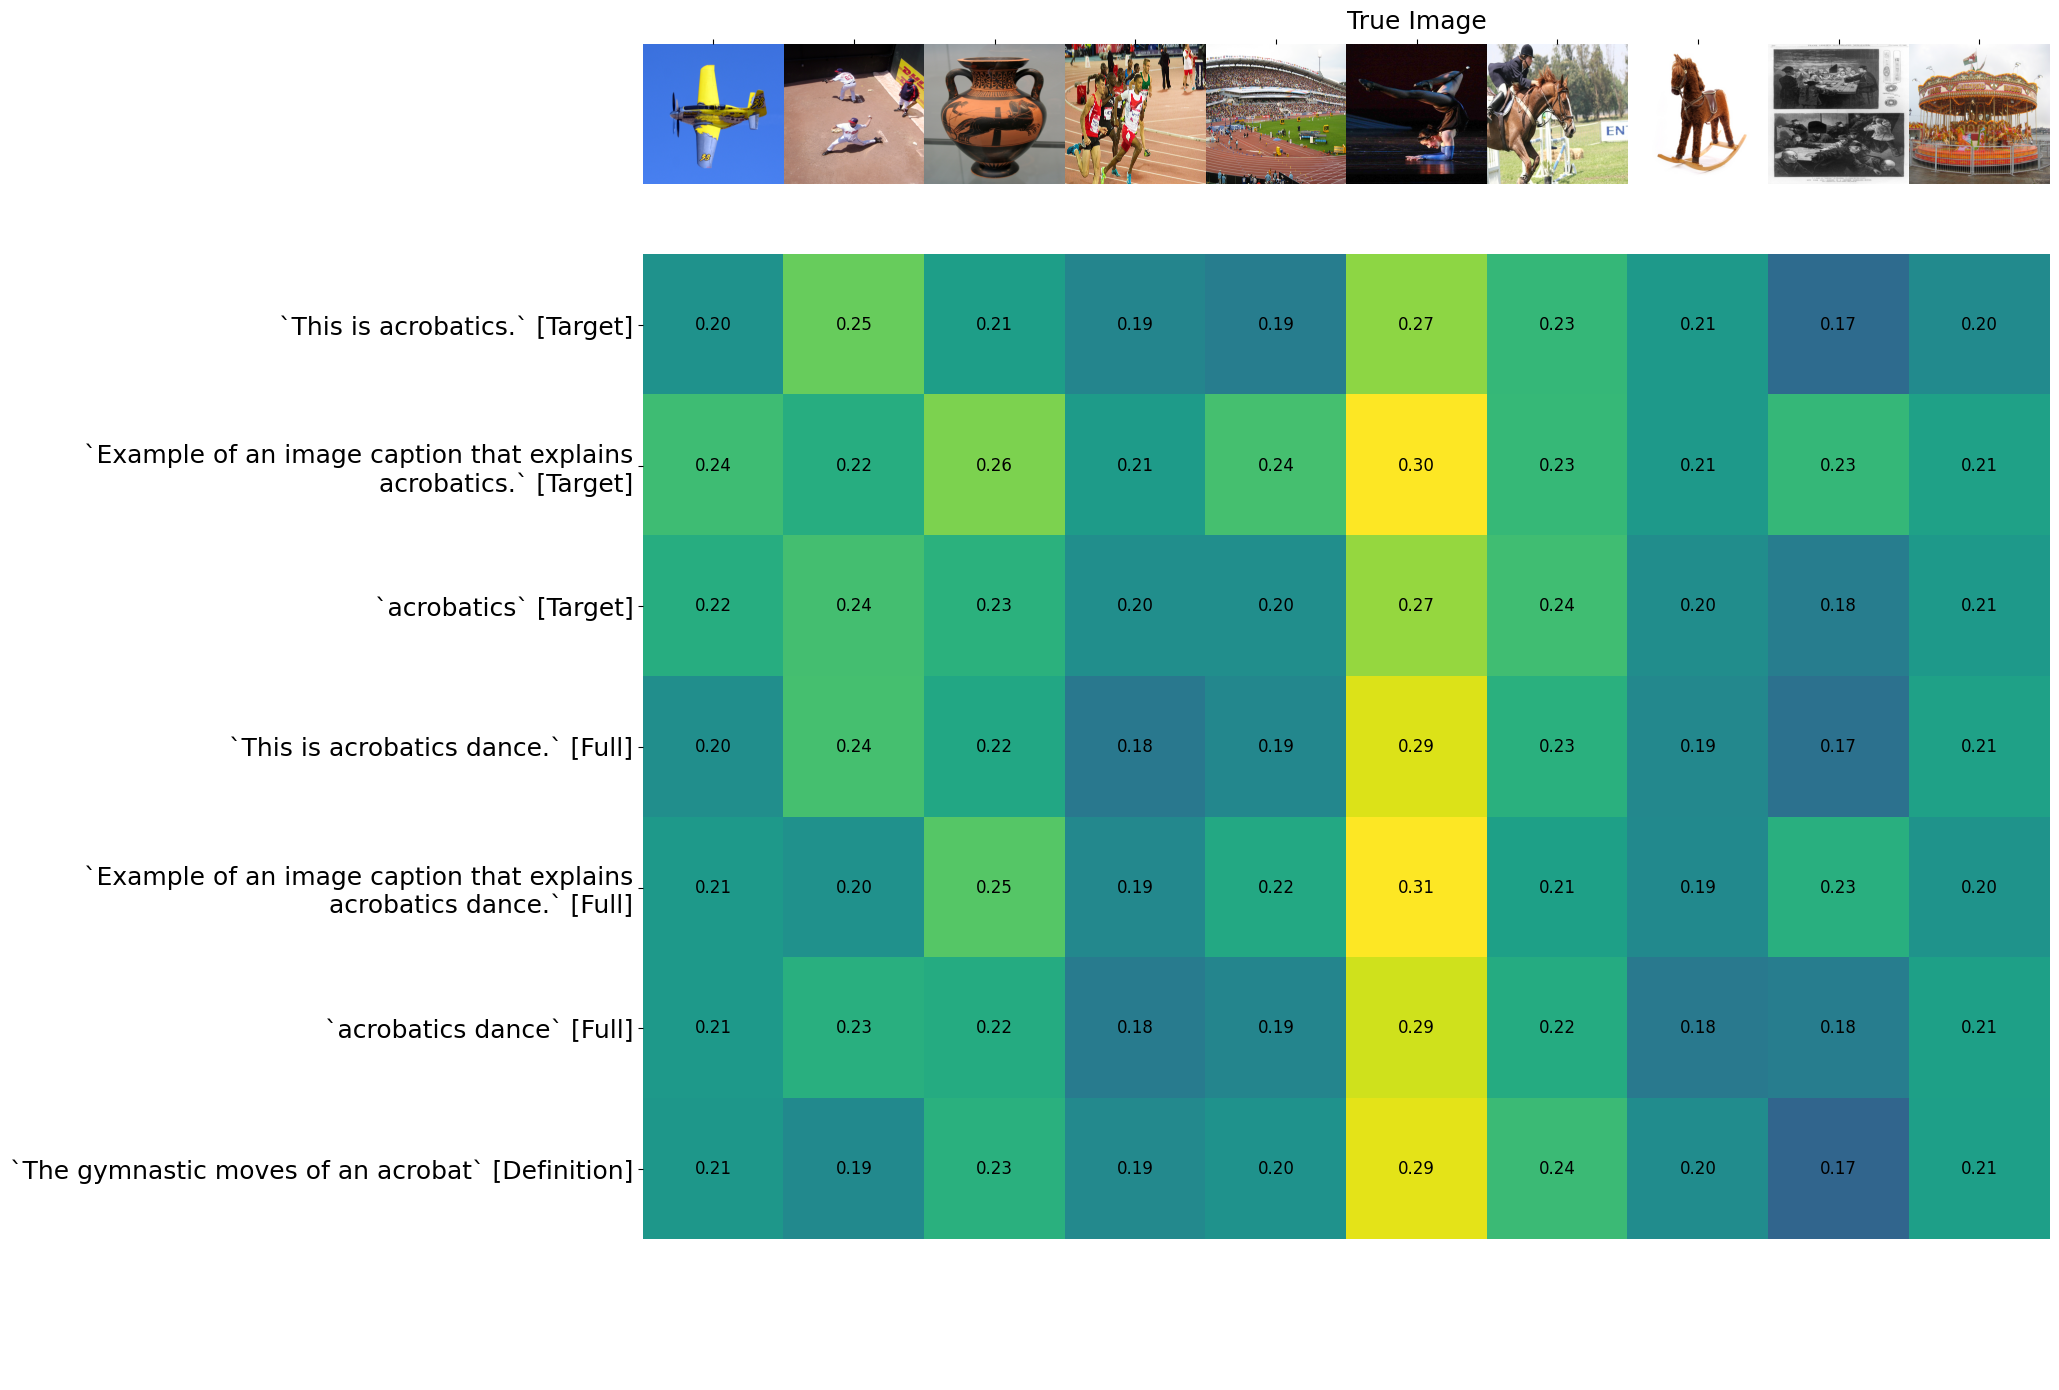 True Image
DHL
ENT
`This is acrobatics.` [Target]
0.20 0.25 0.21 0.19 0.19 0.27 0.23 0.21 0.17 0.20
`Example of an image caption that explains
acrobatics.` [Target]
0.24 0.22 0.26 0.21 0.24 0.30 0.23 0.21 0.23 0.21
`acrobatics` [Target]
0.22 0.24 0.23 0.20 0.20 0.27 0.24 0.20 0.18 0.21
`This is acrobatics dance.` [Full]
0.20 0.24 0.22 0.18 0.19 0.29 0.23 0.19 0.17 0.21
`Example of an image caption that explains
acrobatics dance.` [Full]
0.21 0.20 0.25 0.19 0.22 0.31 0.21 0.19 0.23 0.20
`acrobatics dance` [Full]
0.21 0.23 0.22 0.18 0.19 0.29 0.22 0.18 0.18 0.21
`The gymnastic moves of an acrobat` [Definition]
0.21 0.19 0.23 0.19 0.20 0.29 0.24 0.20 0.17 0.21